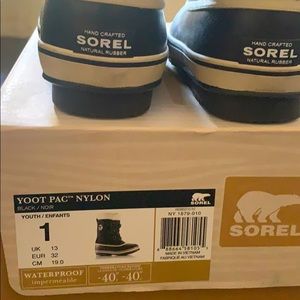 HAND CRAFTED
SOREL
NATURAL RUBBER
HAND CRAFTED
SOREL
NATURAL RUBBER
YOOT PAC™ NYLON
BLACK / NOIR
NY 1879-010
1
YOUTH / ENFANTS
UK 13
EUR 32
CM 19.0
MADE IN VIETNAM
FABRIQUÉ AU VIETNAM
WATERPROOF
imperméable
-40° -40°
SOREL
SOREL